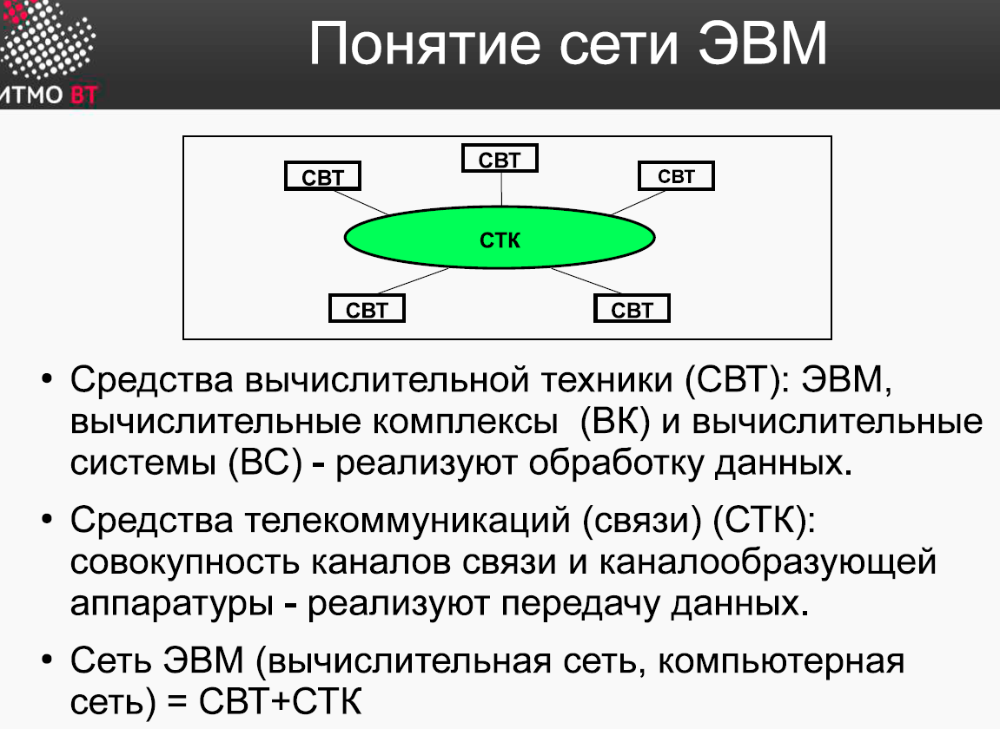 Понятие сети ЭВМ
ИТМО ВТ
СВТ
СВТ
СВТ
СТК
СВТ
СВТ
• Средства вычислительной техники (СВТ): ЭВМ,
вычислительные комплексы (ВК) и вычислительные
системы (ВС) - реализуют обработку данных.
• Средства телекоммуникаций (связи) (СТК):
совокупность каналов связи и каналообразующей
аппаратуры - реализуют передачу данных.
• Сеть ЭВМ (вычислительная сеть, компьютерная
сеть) = СВТ+СТК